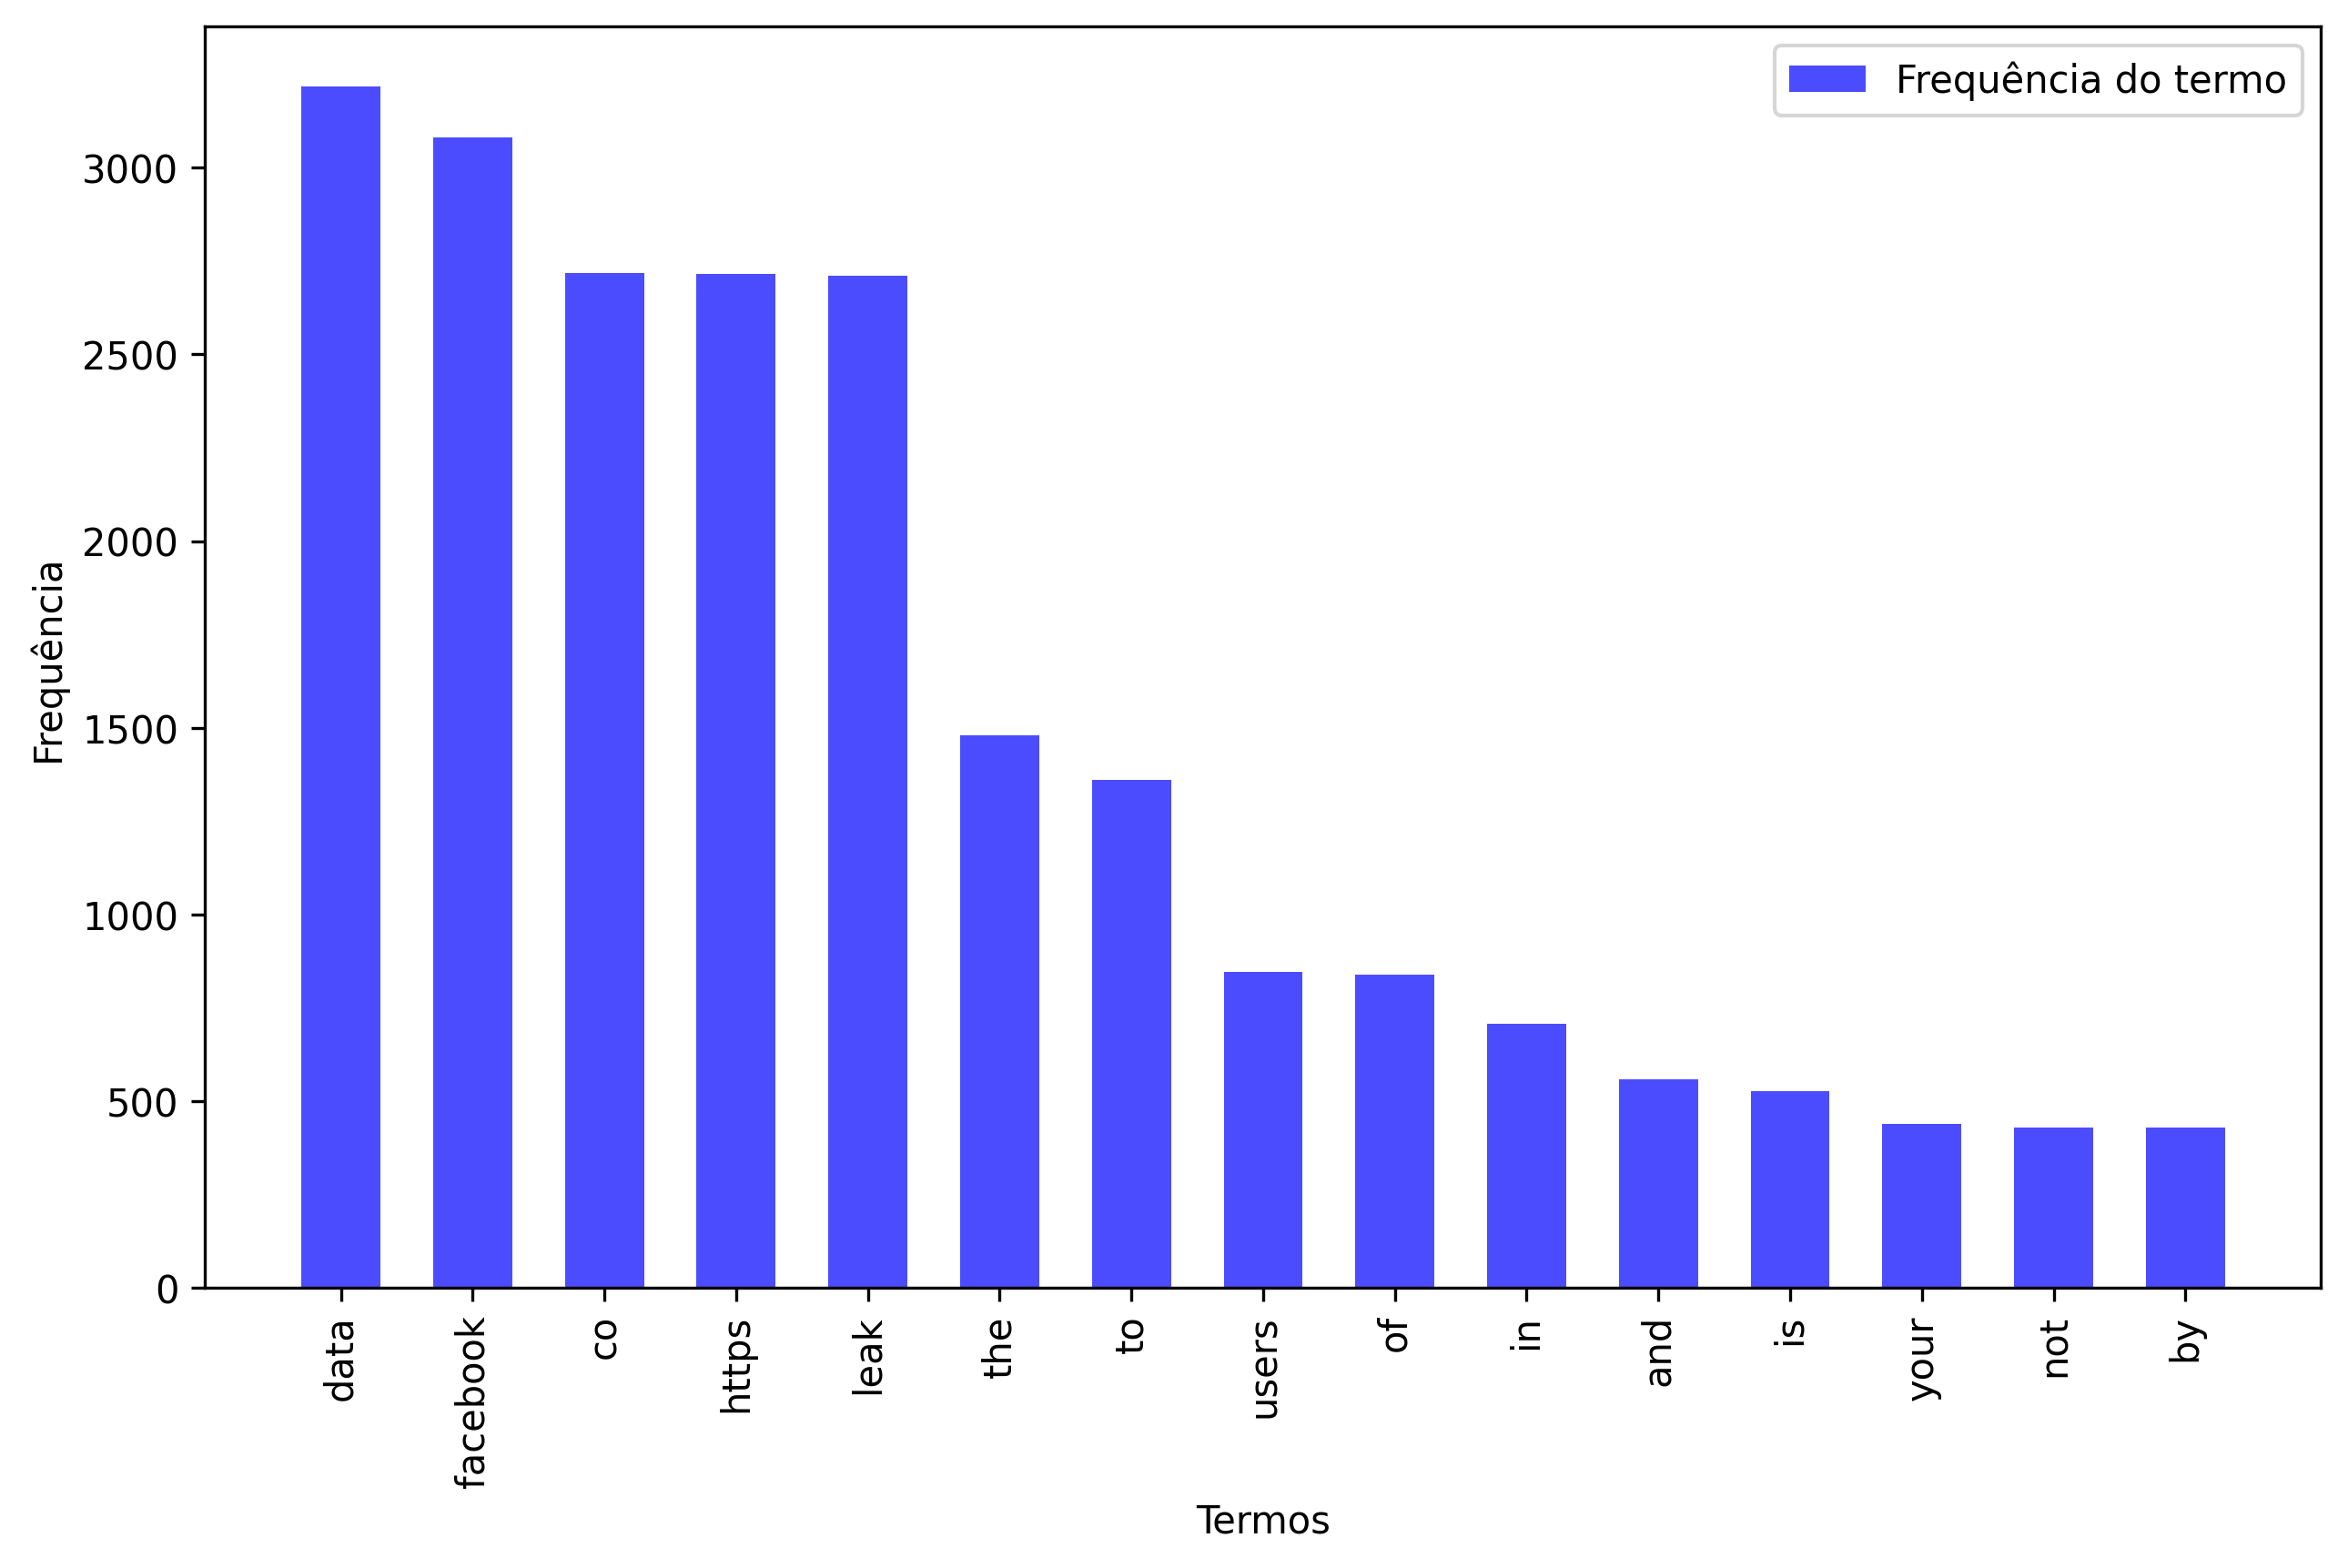 Frequência do termo
Frequência
3000
2500
2000
1500
1000
500
0
data
facebook
co
https
leak
the
to
users
of
in
and
is
your
not
by
Termos